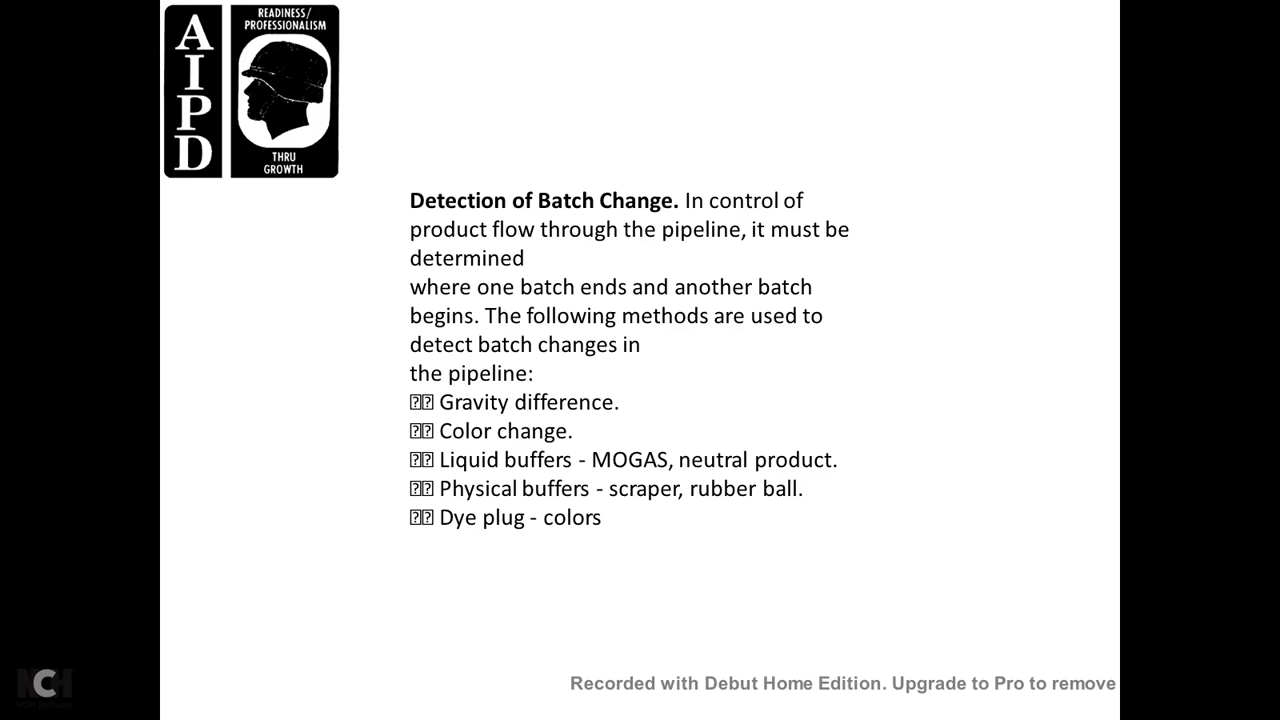 A
I
P
D
READINESS/
PROFESSIONALISM
THRU
GROWTH
Detection of Batch Change. In control of
product flow through the pipeline, it must be
determined
where one batch ends and another batch
begins. The following methods are used to
detect batch changes in
the pipeline:
⍰⍰ Gravity difference.
⍰⍰ Color change.
⍰⍰ Liquid buffers - MOGAS, neutral product.
⍰⍰ Physical buffers - scraper, rubber ball.
⍰⍰ Dye plug - colors
NCH
Recorded with Debut Home Edition. Upgrade to Pro to remove